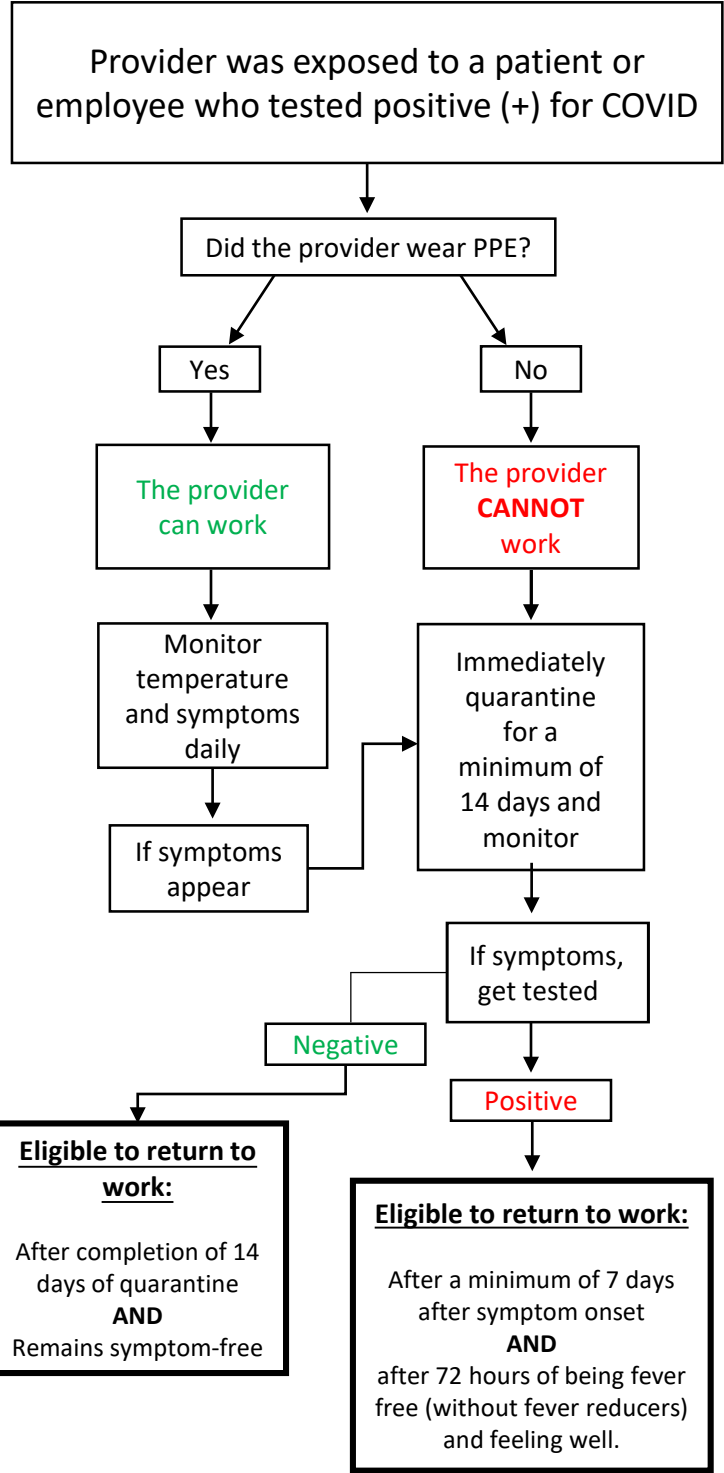 Provider was exposed to a patient or
employee who tested positive (+) for COVID
Did the provider wear PPE?
Yes
No
The provider
can work
The provider
CANNOT
work
Monitor
temperature
and symptoms
daily
Immediately
quarantine
for a
minimum of
14 days and
monitor
If symptoms
appear
If symptoms,
get tested
Negative
Positive
Eligible to return to
work:
After completion of 14
days of quarantine
AND
Remains symptom-free
Eligible to return to work:
After a minimum of 7 days
after symptom onset
AND
after 72 hours of being fever
free (without fever reducers)
and feeling well.